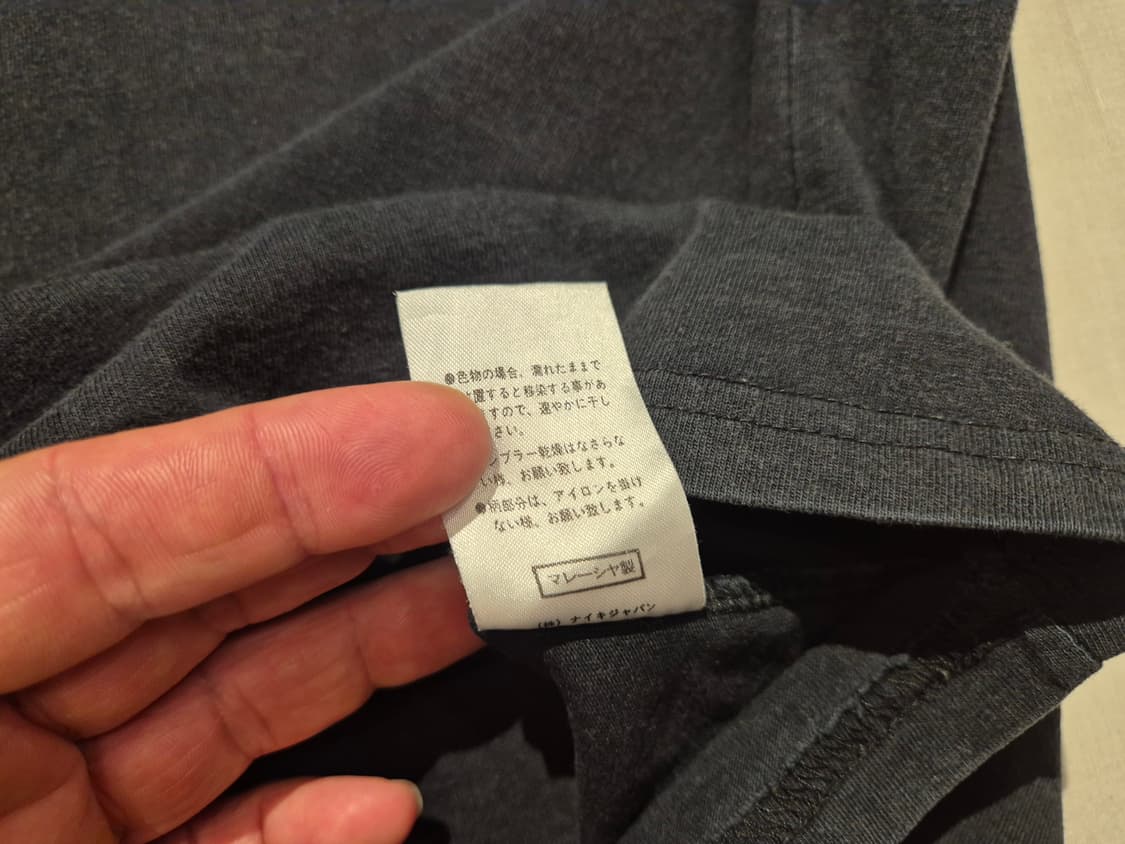 ●色物の場合、濡れたままで
置すると移染する事があ
すので、速やかに干し
さい。
ンブラー乾燥はなさらな
い様、お願い致します。
●柄部分は、アイロンを掛け
ない様、お願い致します。
マレーシヤ製
(株) ナイキジャパン